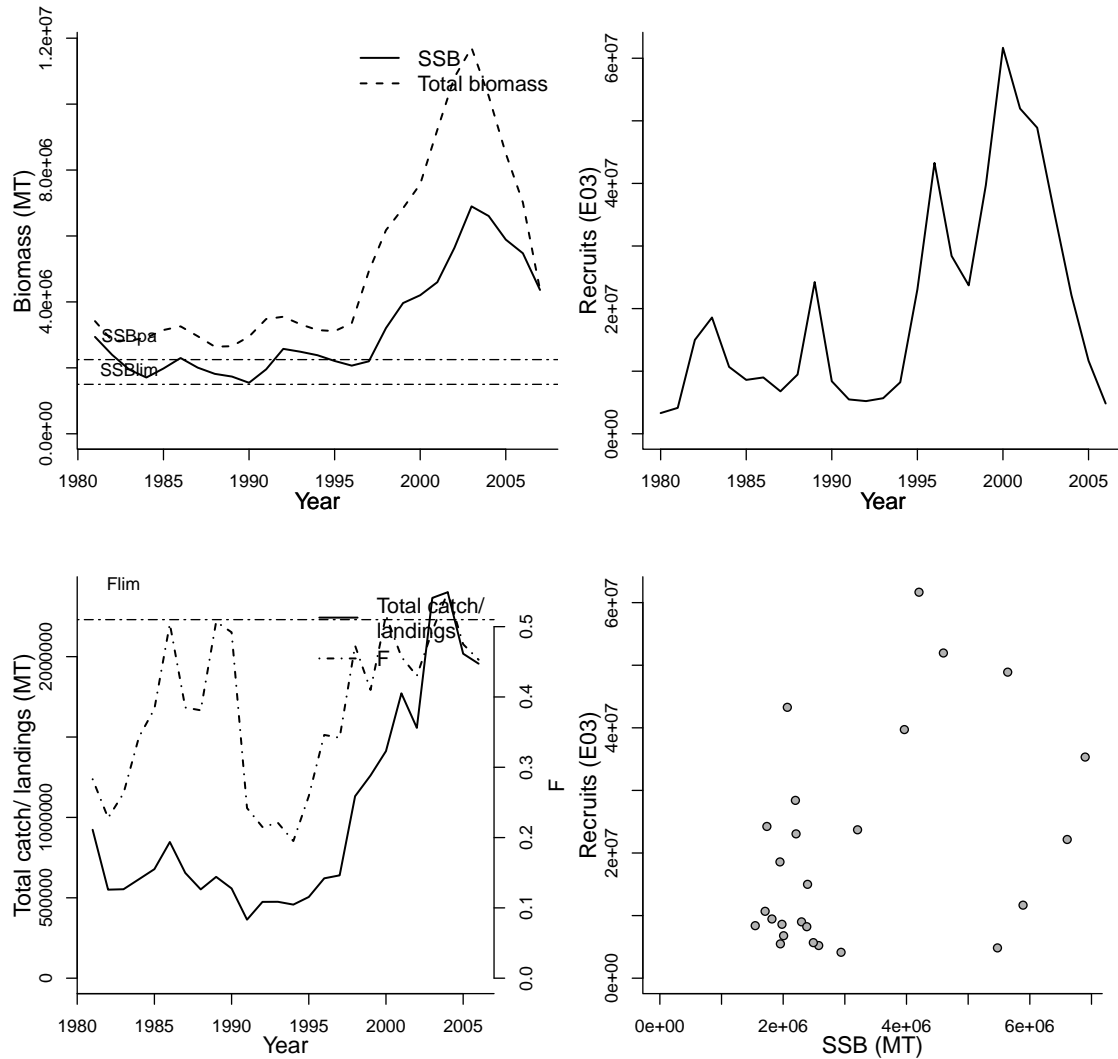 SSB
Total biomass
SSBpa
SSBlim
Biomass (MT)
0.0e+00
4.0e+06
8.0e+06
1.2e+07
1980
1985
1990
1995
2000
2005
Year
Recruits (E03)
0e+00
2e+07
4e+07
6e+07
1980
1985
1990
1995
2000
2005
Year
Flim
Total catch/
landings
F
Total catch/ landings (MT)
0
500000
1000000
2000000
0.0
0.1
0.2
0.3
0.4
0.5
F
1980
1985
1990
1995
2000
2005
Year
Recruits (E03)
0e+00
2e+07
4e+07
6e+07
0e+00
2e+06
4e+06
6e+06
SSB (MT)